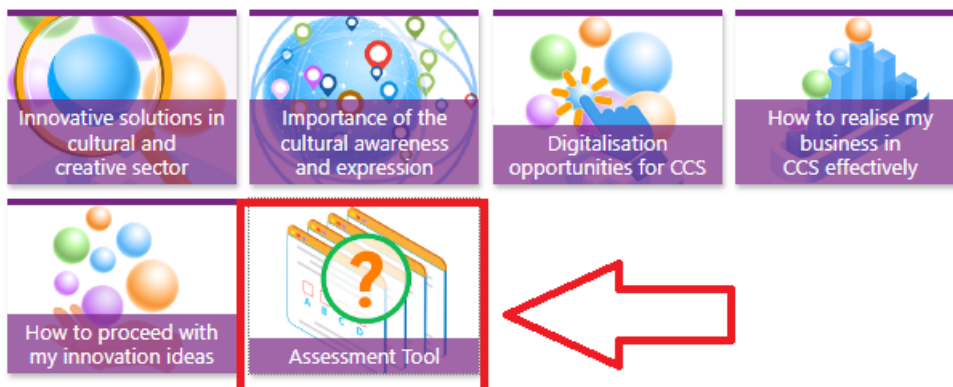 Innovative solutions in
cultural and
creative sector
Importance of the
cultural awareness
and expression
Digitalisation
opportunities for CCS
How to realise my
business in
CCS effectively
How to proceed with
my innovation ideas
?
A B C D
Assessment Tool